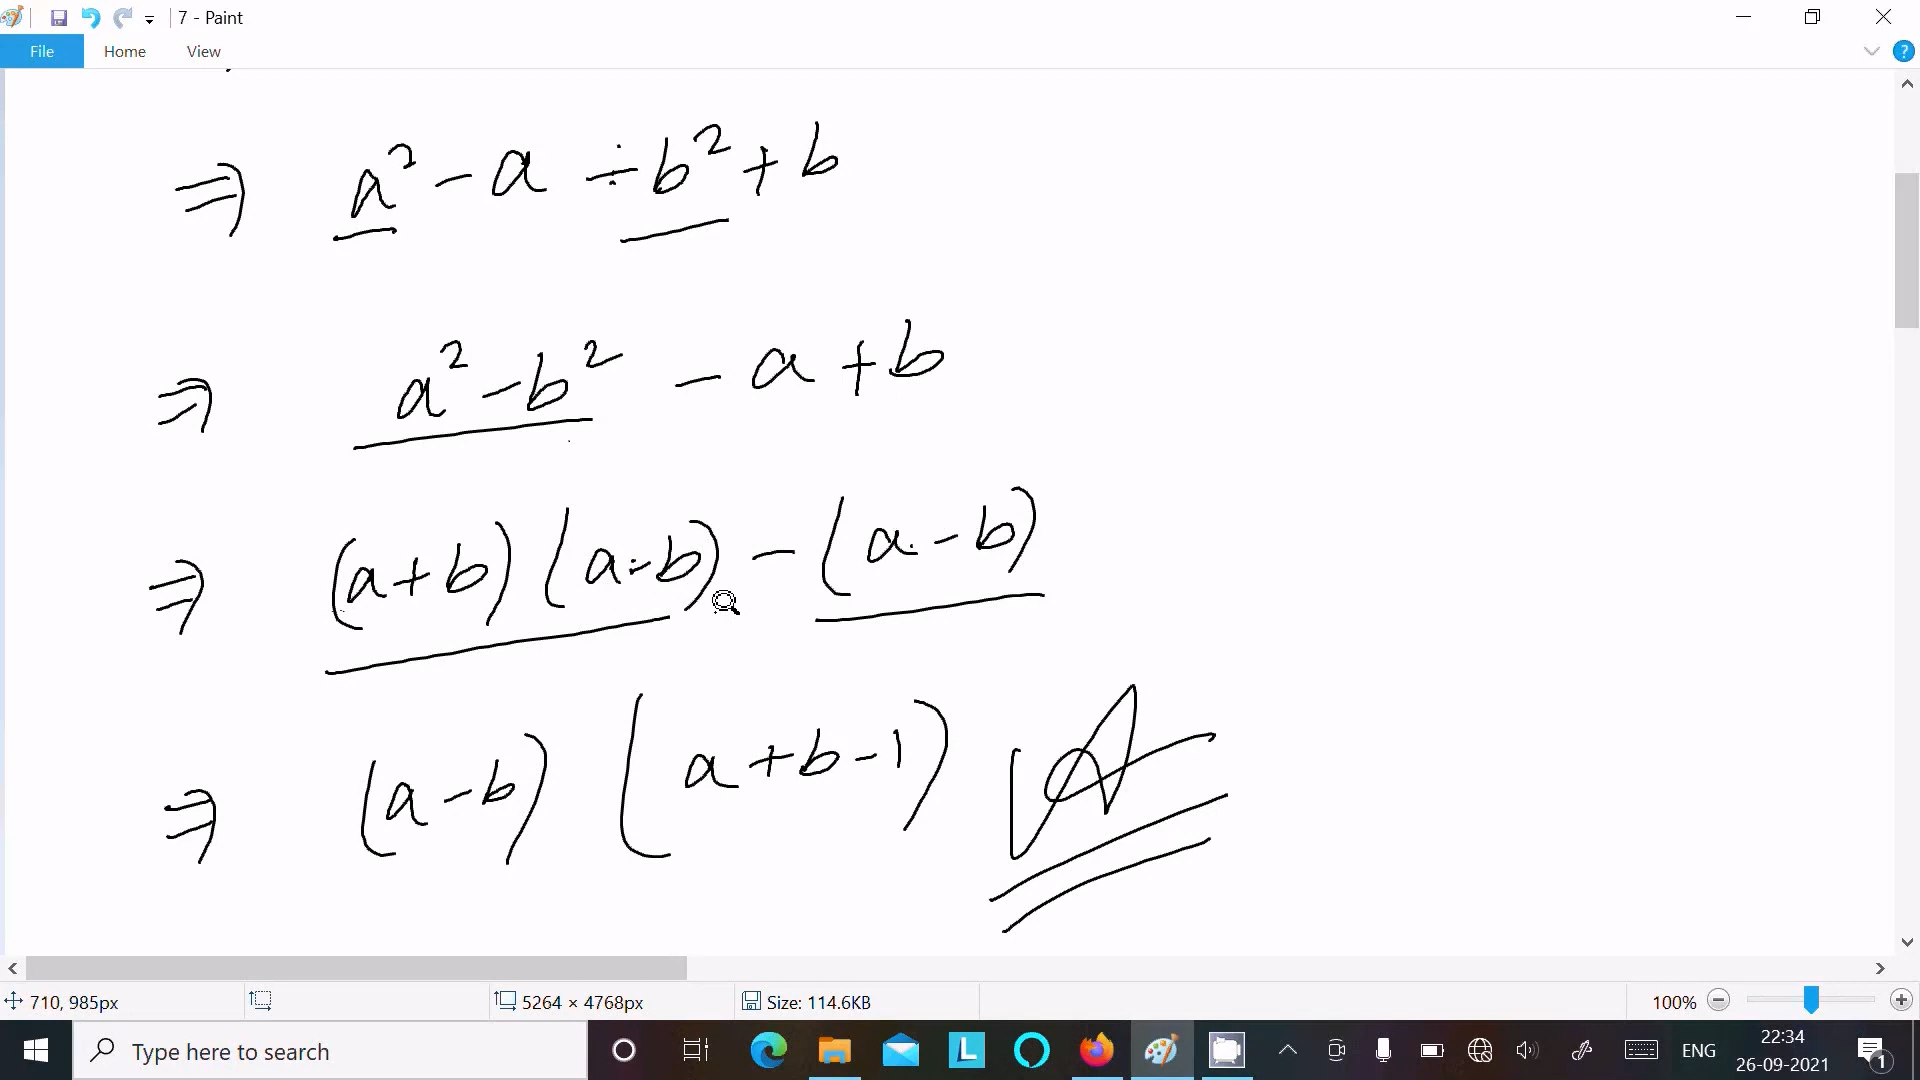 7 - Paint
File Home View
⇒ a² - a ÷ b² + b
⇒ a² - b² - a + b
⇒ (a+b) (a-b) - (a-b)
⇒ (a-b) (a+b-1)
710, 985px 5264 × 4768px Size: 114.6KB 100%
Type here to search L ENG 22:34
26-09-2021 1